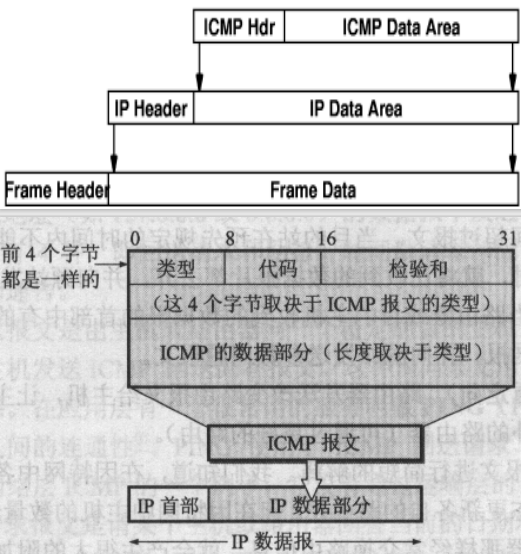 ICMP Hdr ICMP Data Area
IP Header IP Data Area
Frame Header Frame Data
前 4 个字节
都是一样的
0 8 16 31
类型 代码 检验和
(这 4 个字节取决于 ICMP 报文的类型)
ICMP 的数据部分(长度取决于类型)
ICMP 报文
IP 首部 IP 数据部分
IP 数据报